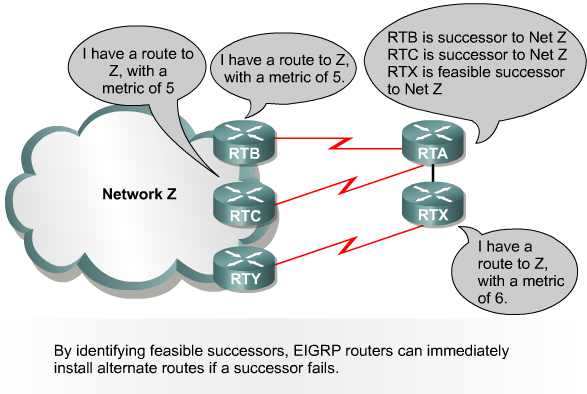 I have a route to
Z, with a
metric of 5
I have a route to Z,
with a metric of 5.
RTB is successor to Net Z
RTC is successor to Net Z
RTX is feasible successor
to Net Z
RTB
RTA
Network Z
RTC
RTX
RTY
I have a
route to Z,
with a metric
of 6.
By identifying feasible successors, EIGRP routers can immediately
install alternate routes if a successor fails.